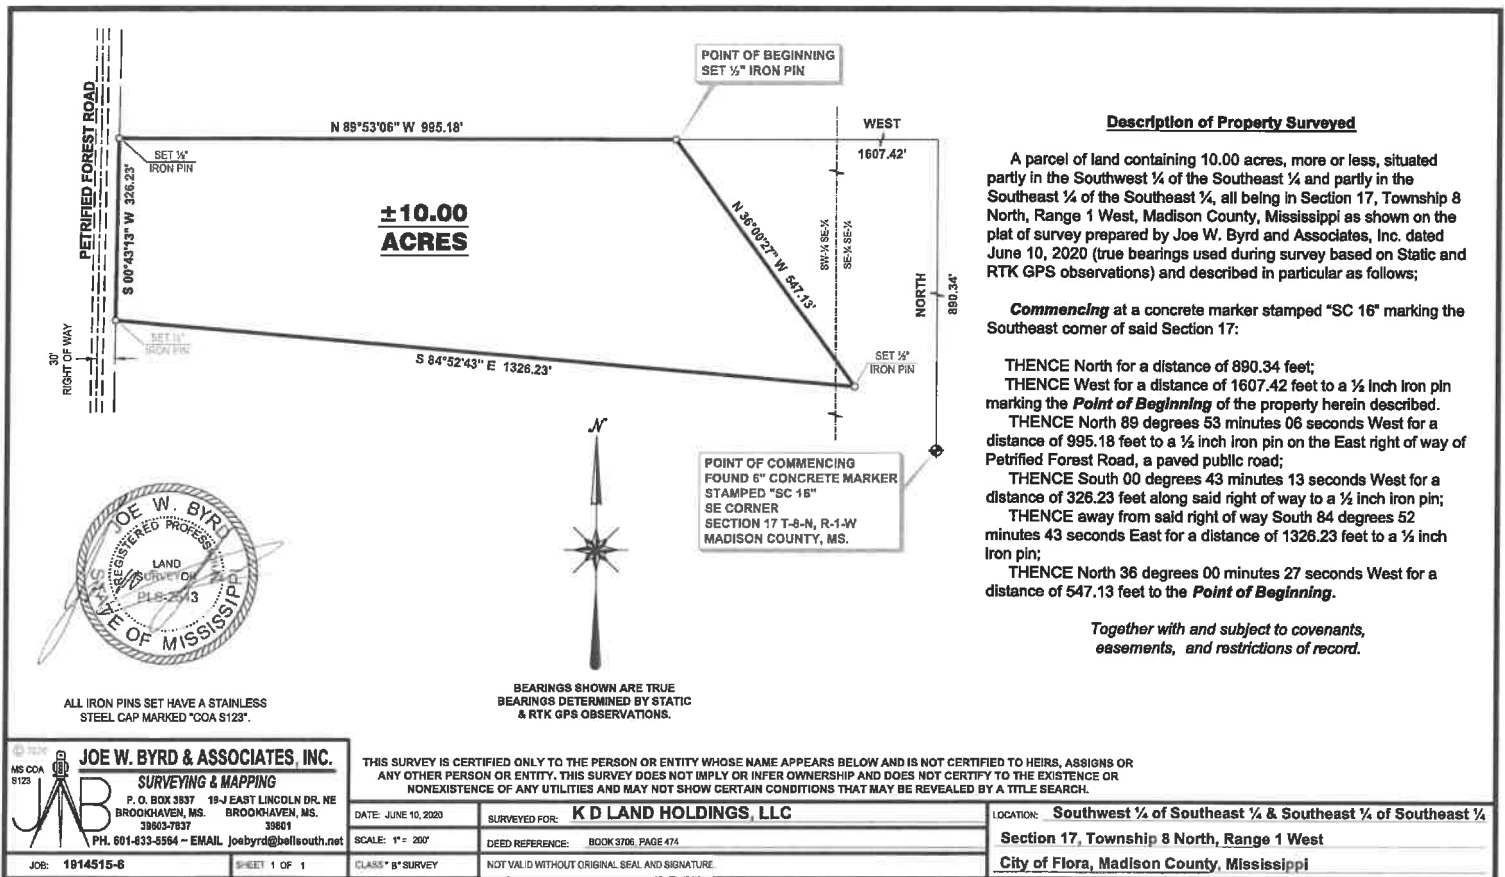 POINT OF BEGINNING
SET ½" IRON PIN
N 89°53'06" W 995.18'
WEST
1607.42'
PETRIFIED FOREST ROAD
SET ½"
IRON PIN
S 00°43'13" W 326.23'
±10.00
ACRES
N 36°00'27" W 547.13'
SW-¼ SE-¼
SE-¼ SE-¼
NORTH
890.34'
SET ½"
IRON PIN
30'
RIGHT OF WAY
S 84°52'43" E 1326.23'
SET ½"
IRON PIN
N
POINT OF COMMENCING
FOUND 6" CONCRETE MARKER
STAMPED "SC 16"
SE CORNER
SECTION 17 T-8-N, R-1-W
MADISON COUNTY, MS.
JOE W. BYRD
REGISTERED PROFESSIONAL
LAND
SURVEYOR
STATE OF MISSISSIPPI
BEARINGS SHOWN ARE TRUE
BEARINGS DETERMINED BY STATIC
& RTK GPS OBSERVATIONS.
ALL IRON PINS SET HAVE A STAINLESS
STEEL CAP MARKED "COA S123".
Description of Property Surveyed
A parcel of land containing 10.00 acres, more or less, situated
partly in the Southwest ¼ of the Southeast ¼ and partly in the
Southeast ¼ of the Southeast ¼, all being in Section 17, Township 8
North, Range 1 West, Madison County, Mississippi as shown on the
plat of survey prepared by Joe W. Byrd and Associates, Inc. dated
June 10, 2020 (true bearings used during survey based on Static and
RTK GPS observations) and described in particular as follows;
Commencing at a concrete marker stamped "SC 16" marking the
Southeast corner of said Section 17:
THENCE North for a distance of 890.34 feet;
THENCE West for a distance of 1607.42 feet to a ½ inch iron pin
marking the Point of Beginning of the property herein described.
THENCE North 89 degrees 53 minutes 06 seconds West for a
distance of 995.18 feet to a ½ inch iron pin on the East right of way of
Petrified Forest Road, a paved public road;
THENCE South 00 degrees 43 minutes 13 seconds West for a
distance of 326.23 feet along said right of way to a ½ inch iron pin;
THENCE away from said right of way South 84 degrees 52
minutes 43 seconds East for a distance of 1326.23 feet to a ½ inch
iron pin;
THENCE North 36 degrees 00 minutes 27 seconds West for a
distance of 547.13 feet to the Point of Beginning.
Together with and subject to covenants,
easements, and restrictions of record.
MS COA
S123
JB
JOE W. BYRD & ASSOCIATES, INC.
SURVEYING & MAPPING
P. O. BOX 3837 19-J EAST LINCOLN DR. NE
BROOKHAVEN, MS. BROOKHAVEN, MS.
39603-7837 39601
PH. 601-833-5564 ~ EMAIL joebyrd@bellsouth.net
JOB: 1914515-6 SHEET 1 OF 1
THIS SURVEY IS CERTIFIED ONLY TO THE PERSON OR ENTITY WHOSE NAME APPEARS BELOW AND IS NOT CERTIFIED TO HEIRS, ASSIGNS OR
ANY OTHER PERSON OR ENTITY. THIS SURVEY DOES NOT IMPLY OR INFER OWNERSHIP AND DOES NOT CERTIFY TO THE EXISTENCE OR
NONEXISTENCE OF ANY UTILITIES AND MAY NOT SHOW CERTAIN CONDITIONS THAT MAY BE REVEALED BY A TITLE SEARCH.
DATE: JUNE 10, 2020
SCALE: 1" = 200'
CLASS "B" SURVEY
SURVEYED FOR: K D LAND HOLDINGS, LLC
DEED REFERENCE: BOOK 3706, PAGE 474
NOT VALID WITHOUT ORIGINAL SEAL AND SIGNATURE.
LOCATION: Southwest ¼ of Southeast ¼ & Southeast ¼ of Southeast ¼
Section 17, Township 8 North, Range 1 West
City of Flora, Madison County, Mississippi